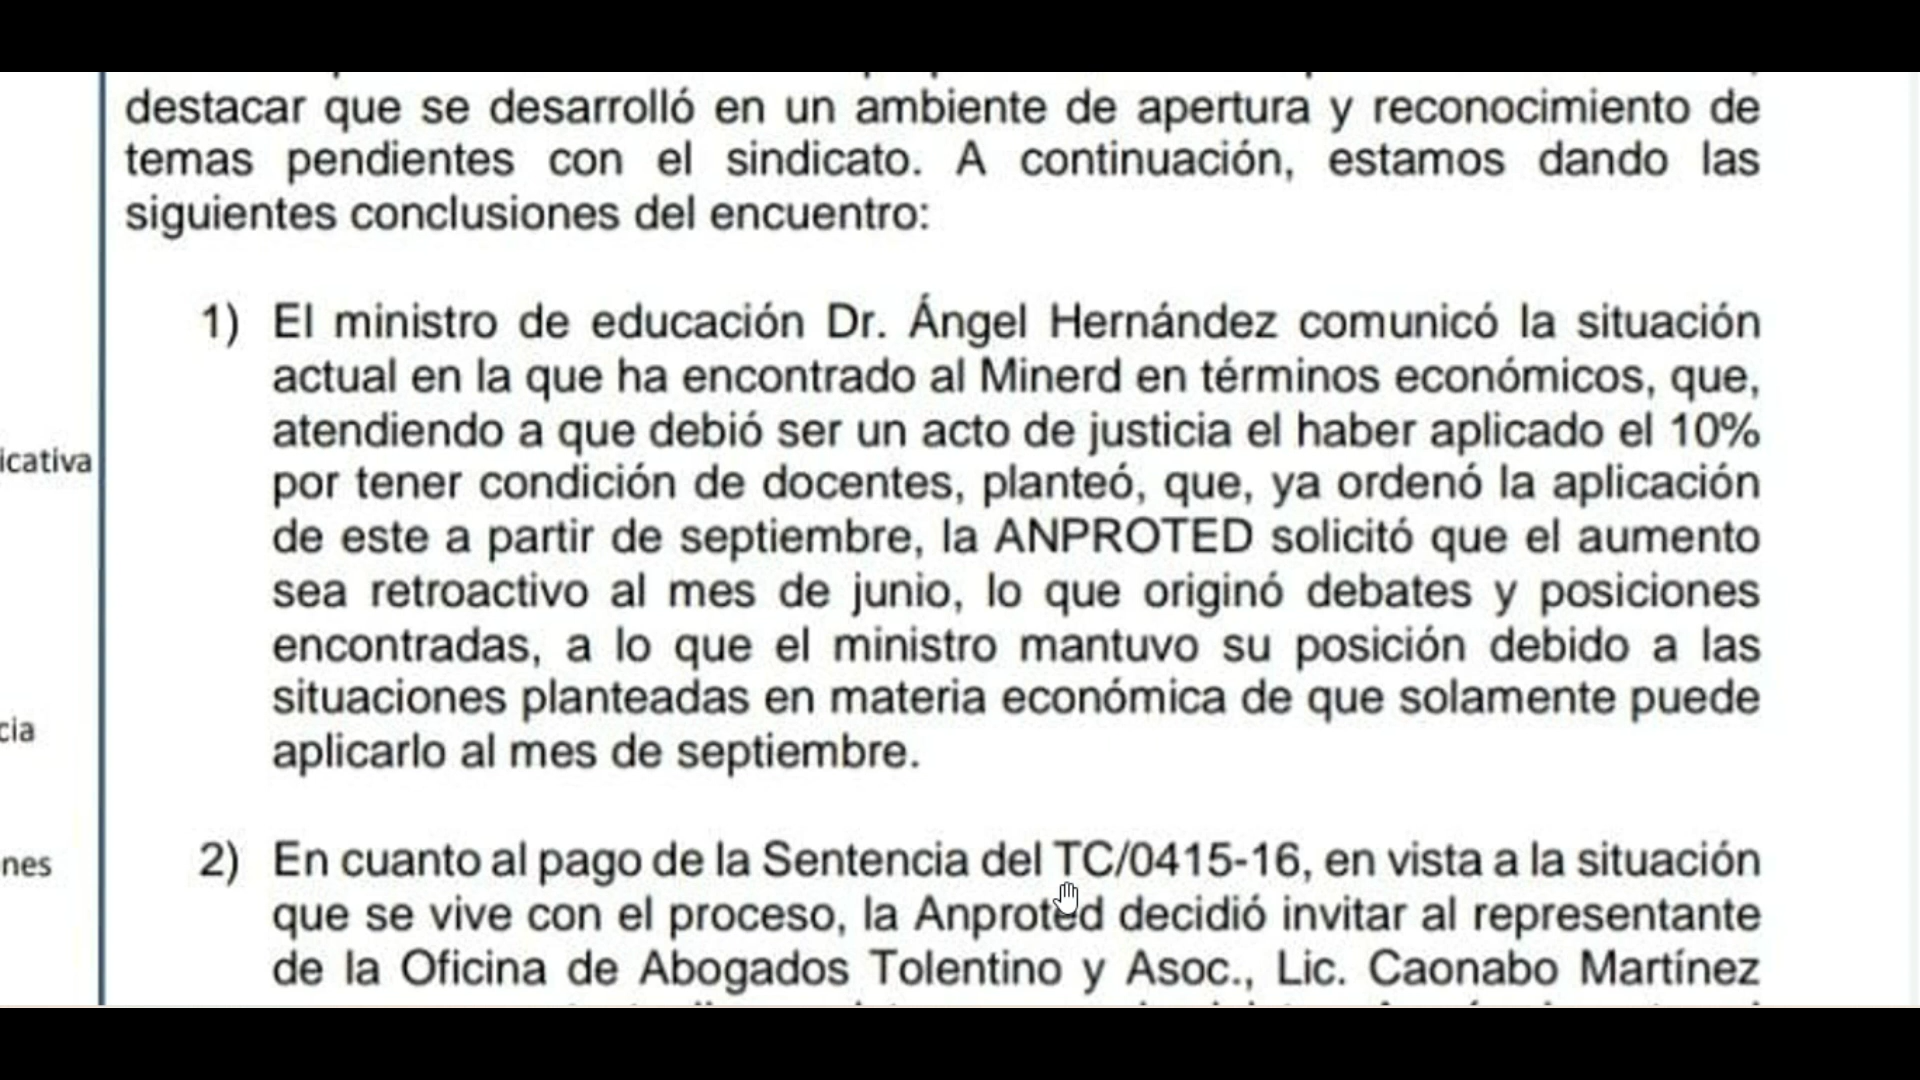 destacar que se desarrolló en un ambiente de apertura y reconocimiento de
temas pendientes con el sindicato. A continuación, estamos dando las
siguientes conclusiones del encuentro:
1) El ministro de educación Dr. Ángel Hernández comunicó la situación
actual en la que ha encontrado al Minerd en términos económicos, que,
atendiendo a que debió ser un acto de justicia el haber aplicado el 10%
por tener condición de docentes, planteó, que, ya ordenó la aplicación
de este a partir de septiembre, la ANPROTED solicitó que el aumento
sea retroactivo al mes de junio, lo que originó debates y posiciones
encontradas, a lo que el ministro mantuvo su posición debido a las
situaciones planteadas en materia económica de que solamente puede
aplicarlo al mes de septiembre.
2) En cuanto al pago de la Sentencia del TC/0415-16, en vista a la situación
que se vive con el proceso, la Anproted decidió invitar al representante
de la Oficina de Abogados Tolentino y Asoc., Lic. Caonabo Martínez
icativa
cia
nes